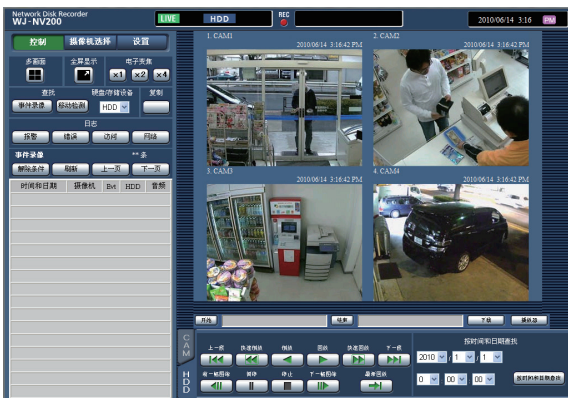 Network Disk Recorder
WJ-NV200
LIVE HDD REC 2010/06/14 3:16 PM
控制 摄像机选择 设置
多画面 全屏显示 电子变焦
x1 x2 x4
查找 硬盘/存储设备 复制
事件录像 移动检测 HDD
日志
报警 错误 访问 网络
事件录像 ** 条
解除条件 刷新 上一页 下一页
时间和日期 摄像机 Evt HDD 音频
1. CAM1
2010/06/14 3:16:42 PM
2. CAM2
2010/06/14 3:16:42 PM
3. CAM3
2010/06/14 3:16:42 PM
4. CAM4
2010/06/14 3:16:42 PM
开始 结束 下载 播放器
CAM
HDD
上一段 快速倒放 倒放 回放 快速回放 下一段
前一帧图像 暂停 停止 下一帧图像 最新回放
按时间和日期查找
2010 / 1 / 1
0 : 00 : 00
按时间和日期查找